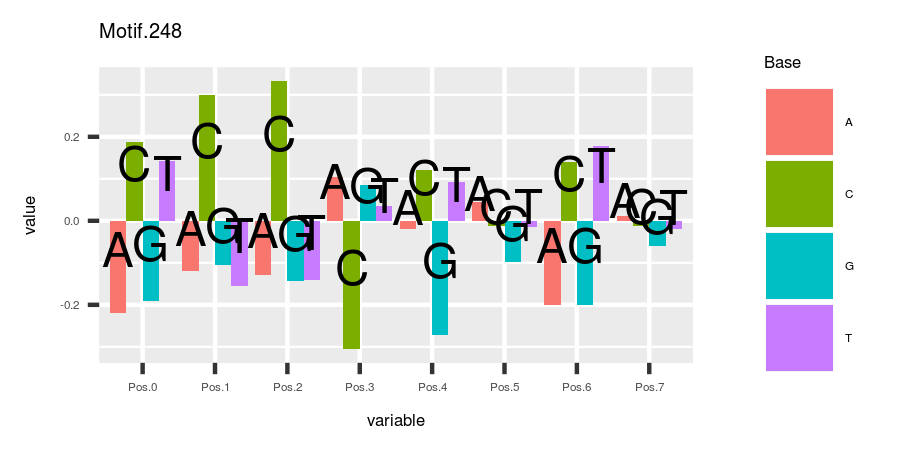 Motif.248
Base
A
C
G
T
value
0.2
0.0
-0.2
A C G T A C G T A C G T A C G T A C G T A C G T A C G T A C G T
Pos.0 Pos.1 Pos.2 Pos.3 Pos.4 Pos.5 Pos.6 Pos.7
variable